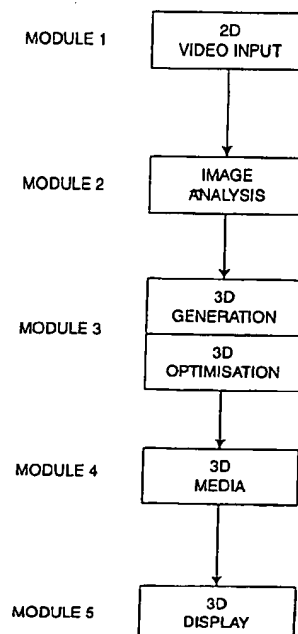 MODULE 1
2D
VIDEO INPUT
MODULE 2
IMAGE
ANALYSIS
MODULE 3
3D
GENERATION
3D
OPTIMISATION
MODULE 4
3D
MEDIA
MODULE 5
3D
DISPLAY